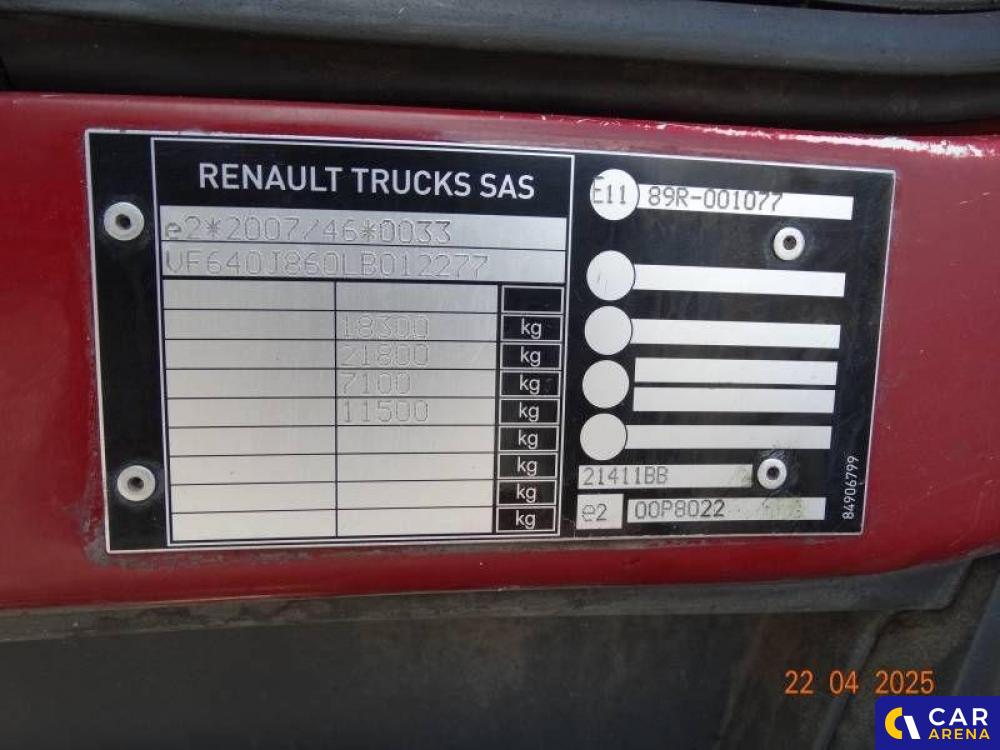 RENAULT TRUCKS SAS
e2*2007/46*0033
VF640J860LB012277
18300 kg
21800 kg
7100 kg
11500 kg
kg
kg
kg
kg
E11 89R-001077
21411BB
e2 00P8022
84906799
22 04 2025
CAR
ARENA